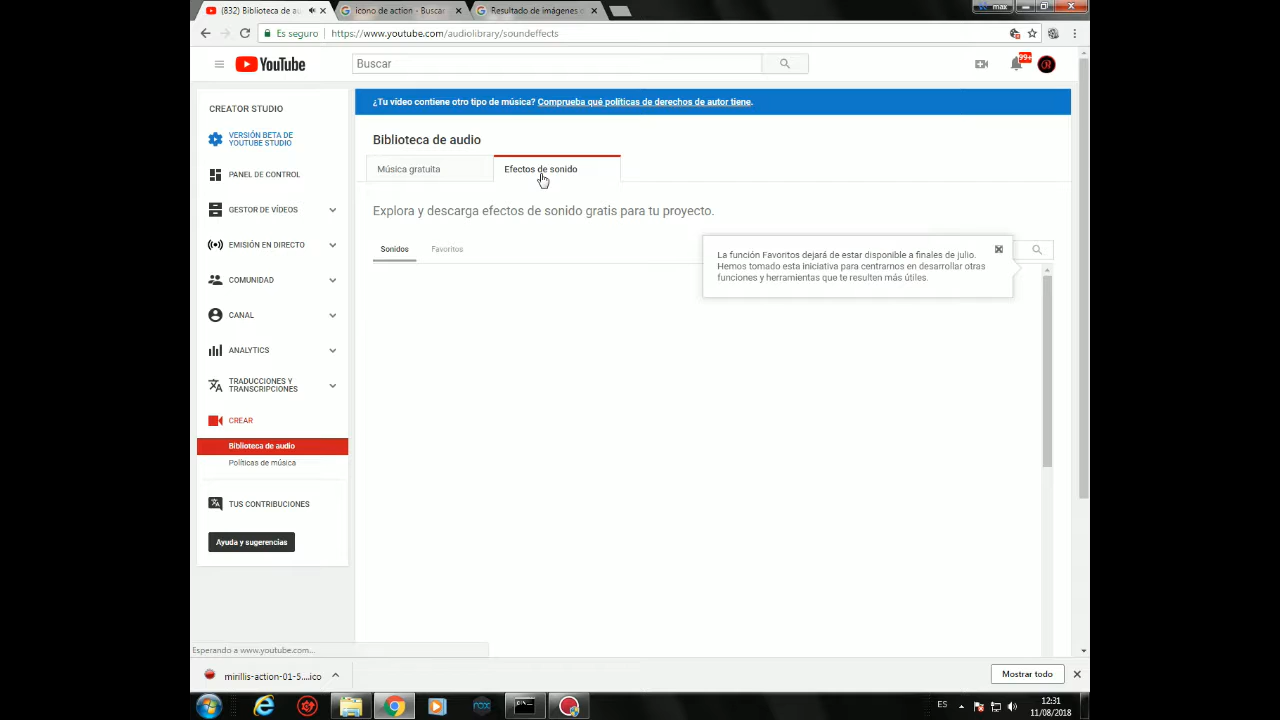 (832) Biblioteca de au
icono de action - Buscar
Resultado de imágenes
max
Es seguro
https://www.youtube.com/audiolibrary/soundeffects
YouTube
Buscar
99+
CREATOR STUDIO
VERSIÓN BETA DE
YOUTUBE STUDIO
PANEL DE CONTROL
GESTOR DE VÍDEOS
EMISIÓN EN DIRECTO
COMUNIDAD
CANAL
ANALYTICS
TRADUCCIONES Y
TRANSCRIPCIONES
CREAR
Biblioteca de audio
Políticas de música
TUS CONTRIBUCIONES
Ayuda y sugerencias
¿Tu vídeo contiene otro tipo de música? Comprueba qué políticas de derechos de autor tiene.
Biblioteca de audio
Música gratuita
Efectos de sonido
Explora y descarga efectos de sonido gratis para tu proyecto.
Sonidos
Favoritos
La función Favoritos dejará de estar disponible a finales de julio.
Hemos tomado esta iniciativa para centrarnos en desarrollar otras
funciones y herramientas que te resulten más útiles.
Esperando a www.youtube.com...
mirillis-action-01-5....ico
Mostrar todo
ES
12:31
11/08/2018